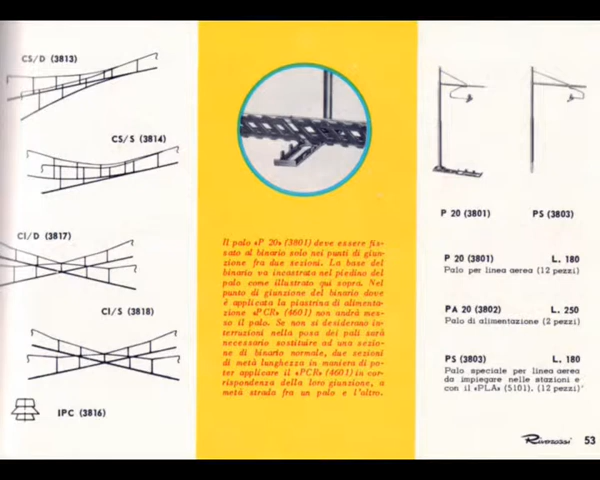 CS/D (3813)
CS/S (3814)
CI/D (3817)
CI/S (3818)
IPC (3816)
Il palo «P 20» (3801) deve essere fis-
sato al binario solo nei punti di giun-
zione fra due sezioni. La base del
binario va incastrata nel piedino del
palo come illustrato qui sopra. Nel
punto di giunzione del binario dove
è applicata la piastrina di alimenta-
zione «PCR» (4601) non andrà mes-
so il palo. Se non si desiderano in-
terruzioni nella posa dei pali sarà
necessario sostituire ad una sezio-
ne di binario normale, due sezioni
di metà lunghezza in maniera di po-
ter applicare il «PCR» (4601) in cor-
rispondenza della loro giunzione, a
metà strada fra un palo e l'altro.
P 20 (3801) PS (3803)
P 20 (3801) L. 180
Palo per linea aerea (12 pezzi)
PA 20 (3802) L. 250
Palo di alimentazione (2 pezzi)
PS (3803) L. 180
Palo speciale per linea aerea
da impiegare nelle stazioni e
con il «PLA» (5101). (12 pezzi)
Rivarossi 53